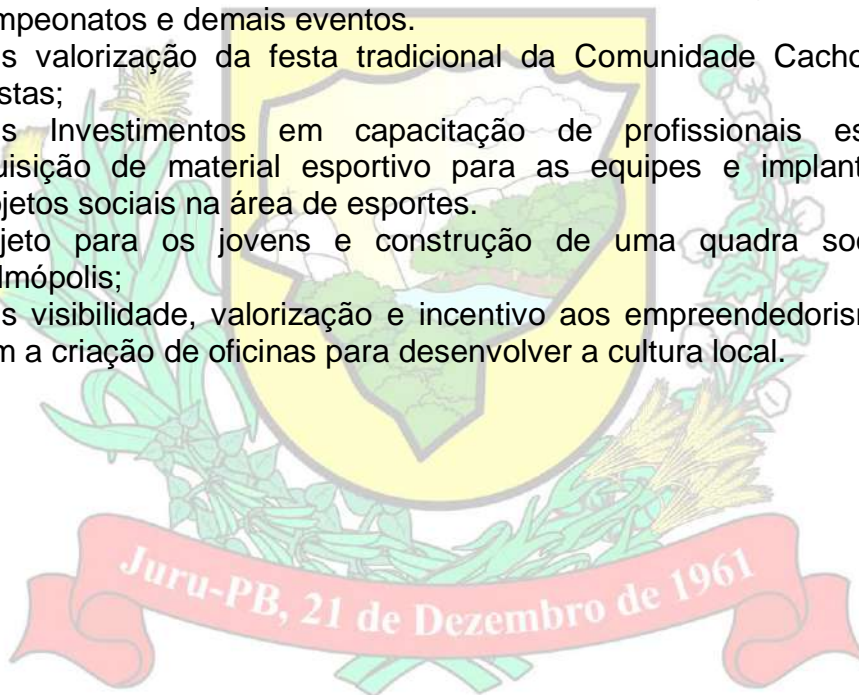 mpeonatos e demais eventos.
s valorização da festa tradicional da Comunidade Cacho
stas;
s Investimentos em capacitação de profissionais es
uisição de material esportivo para as equipes e implant
jetos sociais na área de esportes.
jeto para os jovens e construção de uma quadra so
lmópolis;
s visibilidade, valorização e incentivo aos empreendedoris
m a criação de oficinas para desenvolver a cultura local.
Juru-PB, 21 de Dezembro de 1961